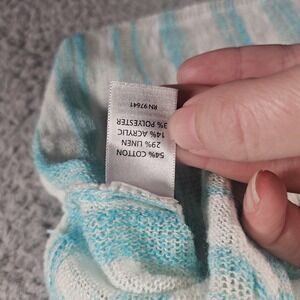 54% COTTON
29% LINEN
14% ACRYLIC
3% POLYESTER
RN 97641